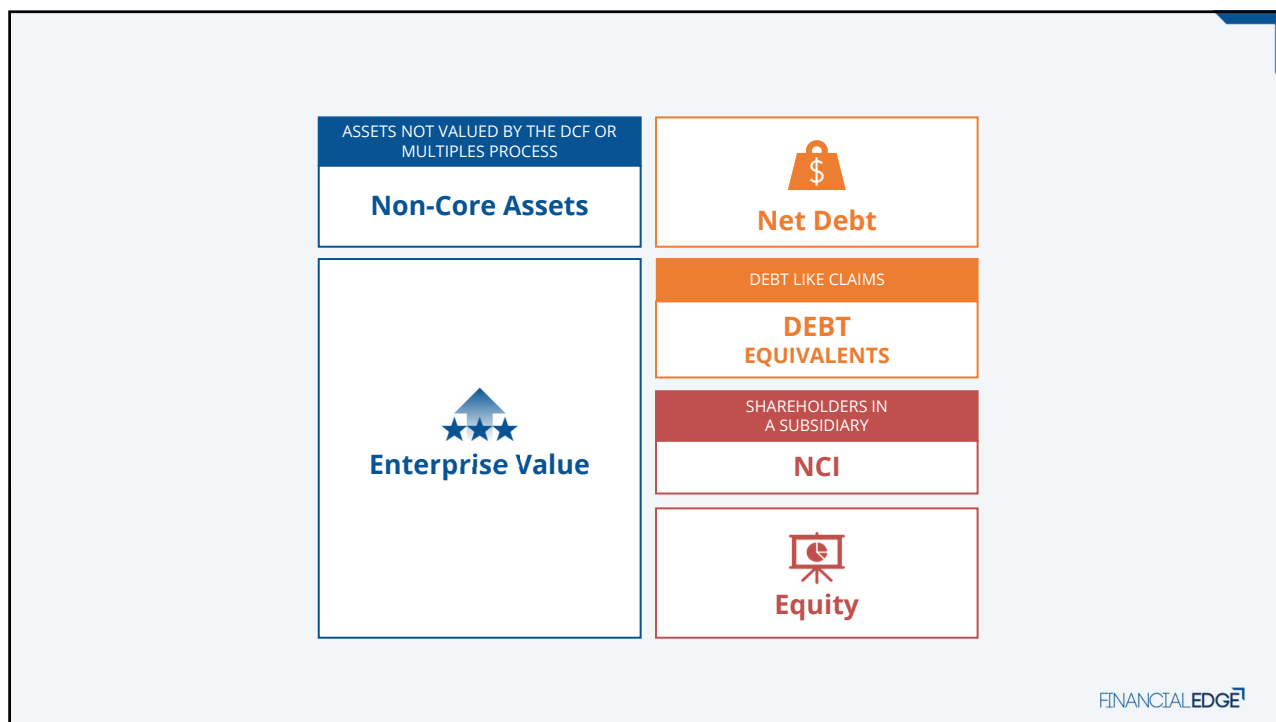 ASSETS NOT VALUED BY THE DCF OR
MULTIPLES PROCESS
Non-Core Assets
Enterprise Value
$
Net Debt
DEBT LIKE CLAIMS
DEBT
EQUIVALENTS
SHAREHOLDERS IN
A SUBSIDIARY
NCI
Equity
FINANCIALEDGE